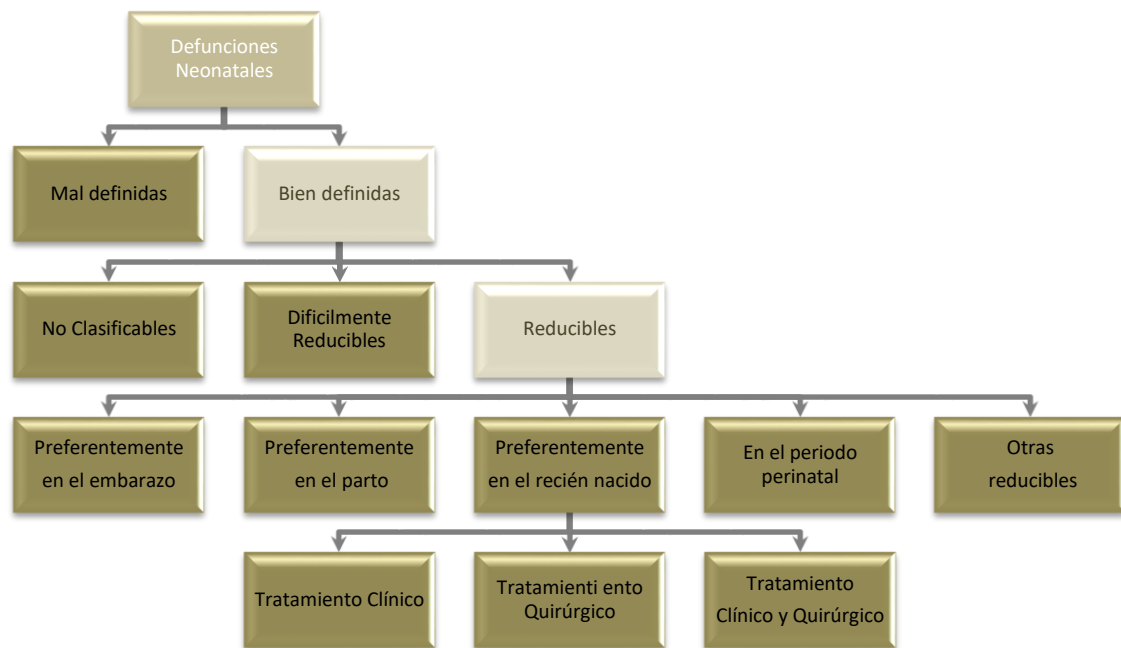 Defunciones
Neonatales
Mal definidas
Bien definidas
No Clasificables
Dificilmente
Reducibles
Reducibles
Preferentemente
en el embarazo
Preferentemente
en el parto
Preferentemente
en el recién nacido
En el periodo
perinatal
Otras
reducibles
Tratamiento Clínico
Tratamienti ento
Quirúrgico
Tratamiento
Clínico y Quirúrgico